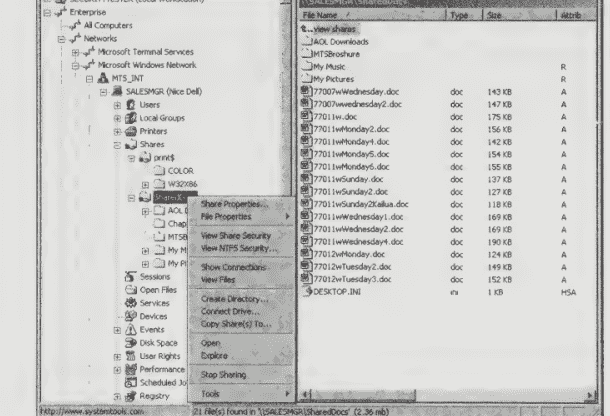 Enterprise
All Computers
Networks
Microsoft Terminal Services
Microsoft Windows Network
MTS_INT
SALESMGR (Nice Dell)
Users
Local Groups
Printers
Shares
print$
COLOR
W32X86
AOL
Chap
MTSB
My M
My Pi
Sessions
Open Files
Services
Devices
Events
Disk Space
User Rights
Performance
Scheduled Jo
Registry
Share Properties...
File Properties
View Share Security
View NTFS Security...
Show Connections
View Files
Create Directory...
Connect Drive...
Copy Share(s) To...
Open
Explore
Stop Sharing
Tools
File Name Type Size Attrib
..view shares
AOL Downloads
MTSBroshure
My Music R
My Pictures R
77007wWednesday.doc doc 143 KB A
77007wwednesday2.doc doc 147 KB A
77011w.doc doc 175 KB A
77011wMonday2.doc doc 156 KB A
77011wMonday4.doc doc 142 KB A
77011wMonday5.doc doc 154 KB A
77011wMonday6.doc doc 155 KB A
77011wSunday.doc doc 137 KB A
77011wSunday2.doc doc 127 KB A
77011wSunday2Kailua.doc doc 118 KB A
77011wWednesday1.doc doc 169 KB A
77011wWednesday2.doc doc 169 KB A
77011wWednesday4.doc doc 190 KB A
77012wMonday.doc doc 124 KB A
77012wTuesday2.doc doc 149 KB A
77012wTuesday3.doc doc 152 KB A
DESKTOP.INI ini 1 KB HSA
http://www.systemtools.com 21 file(s) found in '\\SALESMGR\SharedDocs' (2.36 mb)